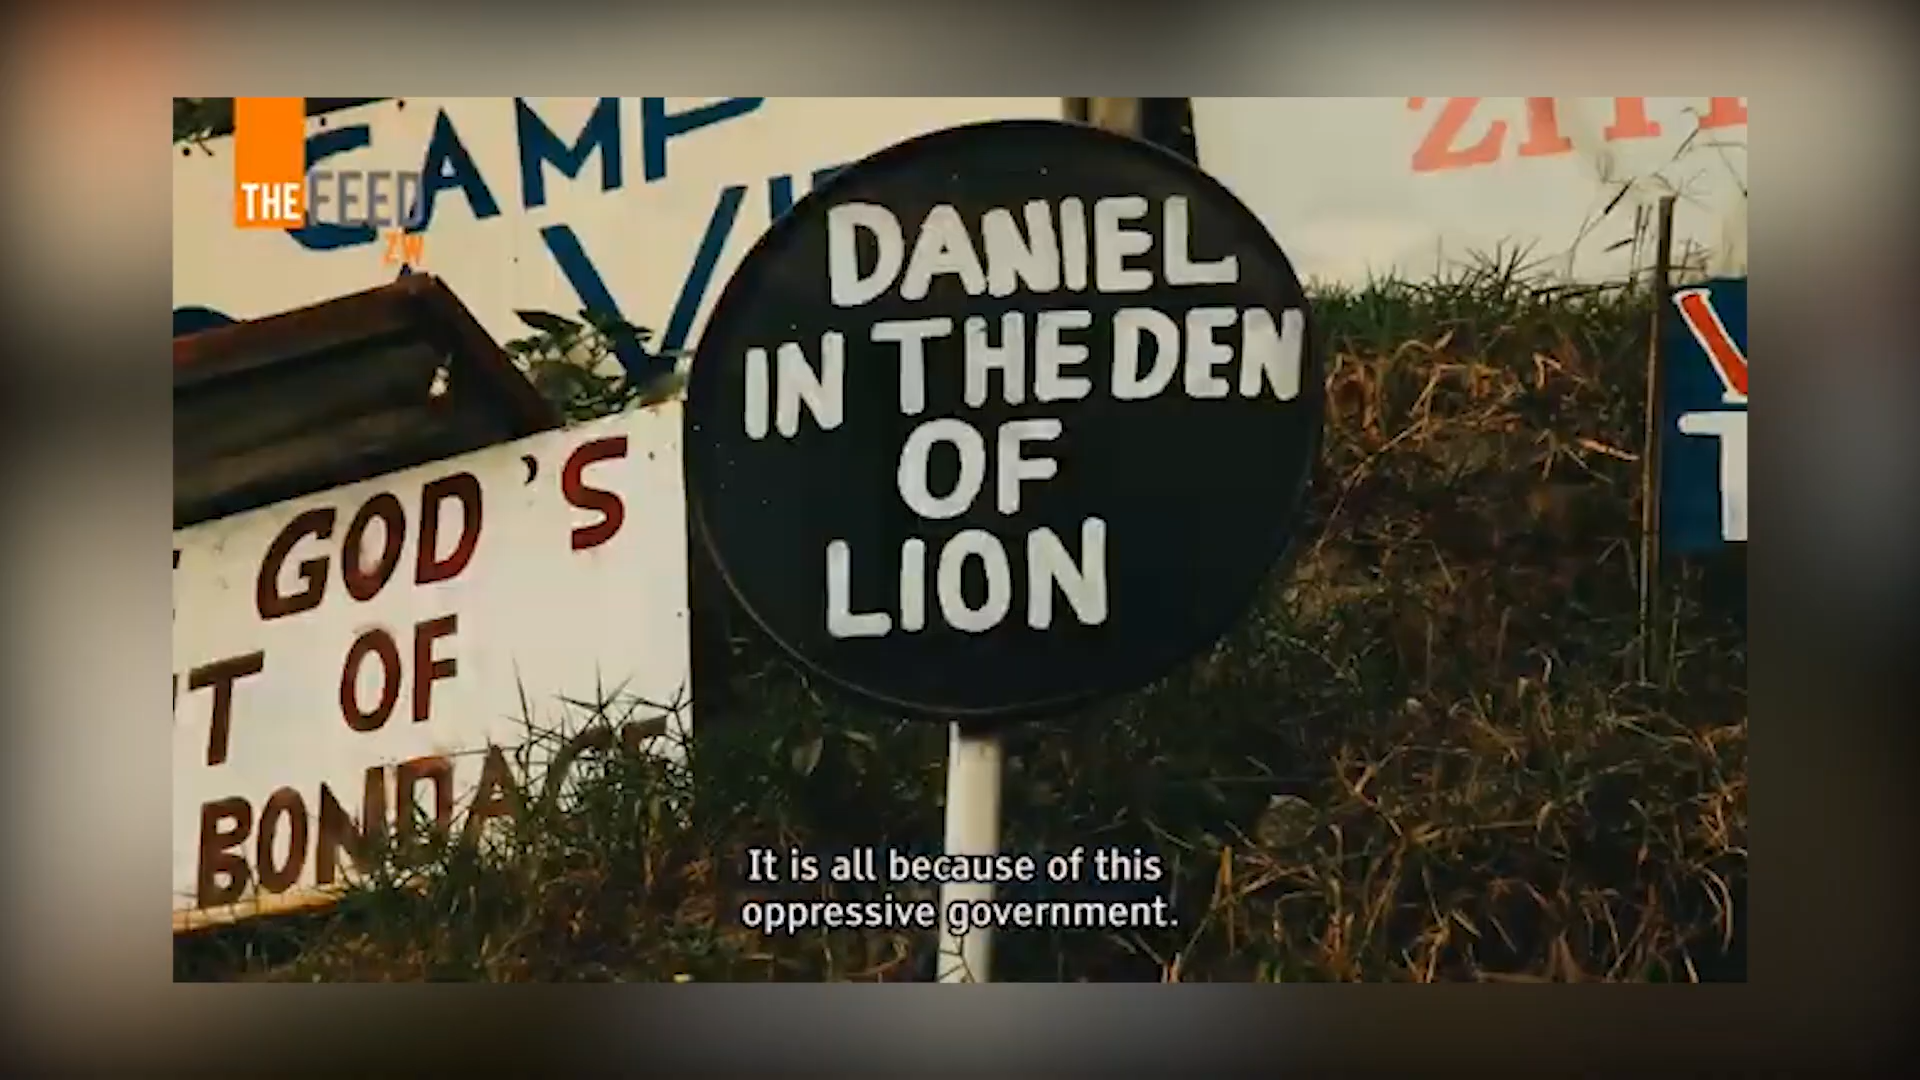 CAMP
THE FEED
ZW
DANIEL
IN THE DEN
OF
LION
GOD'S
OF
BONDAGE
It is all because of this
oppressive government.